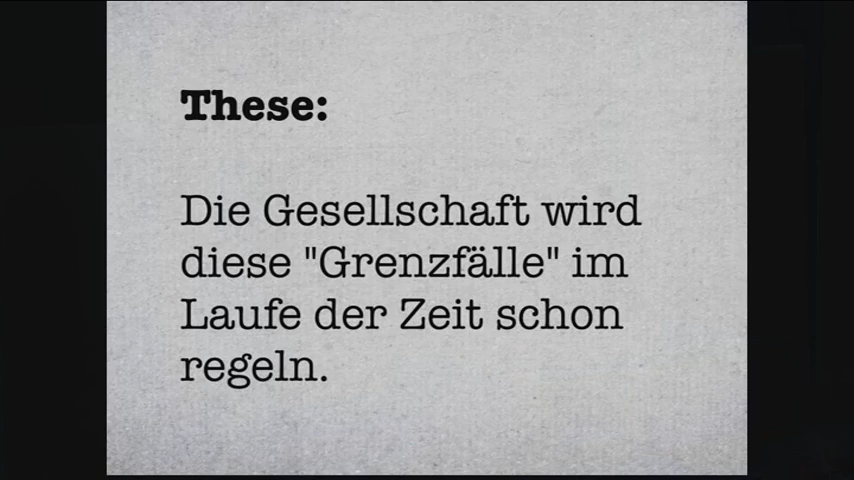 These:
Die Gesellschaft wird
diese "Grenzfälle" im
Laufe der Zeit schon
regeln.